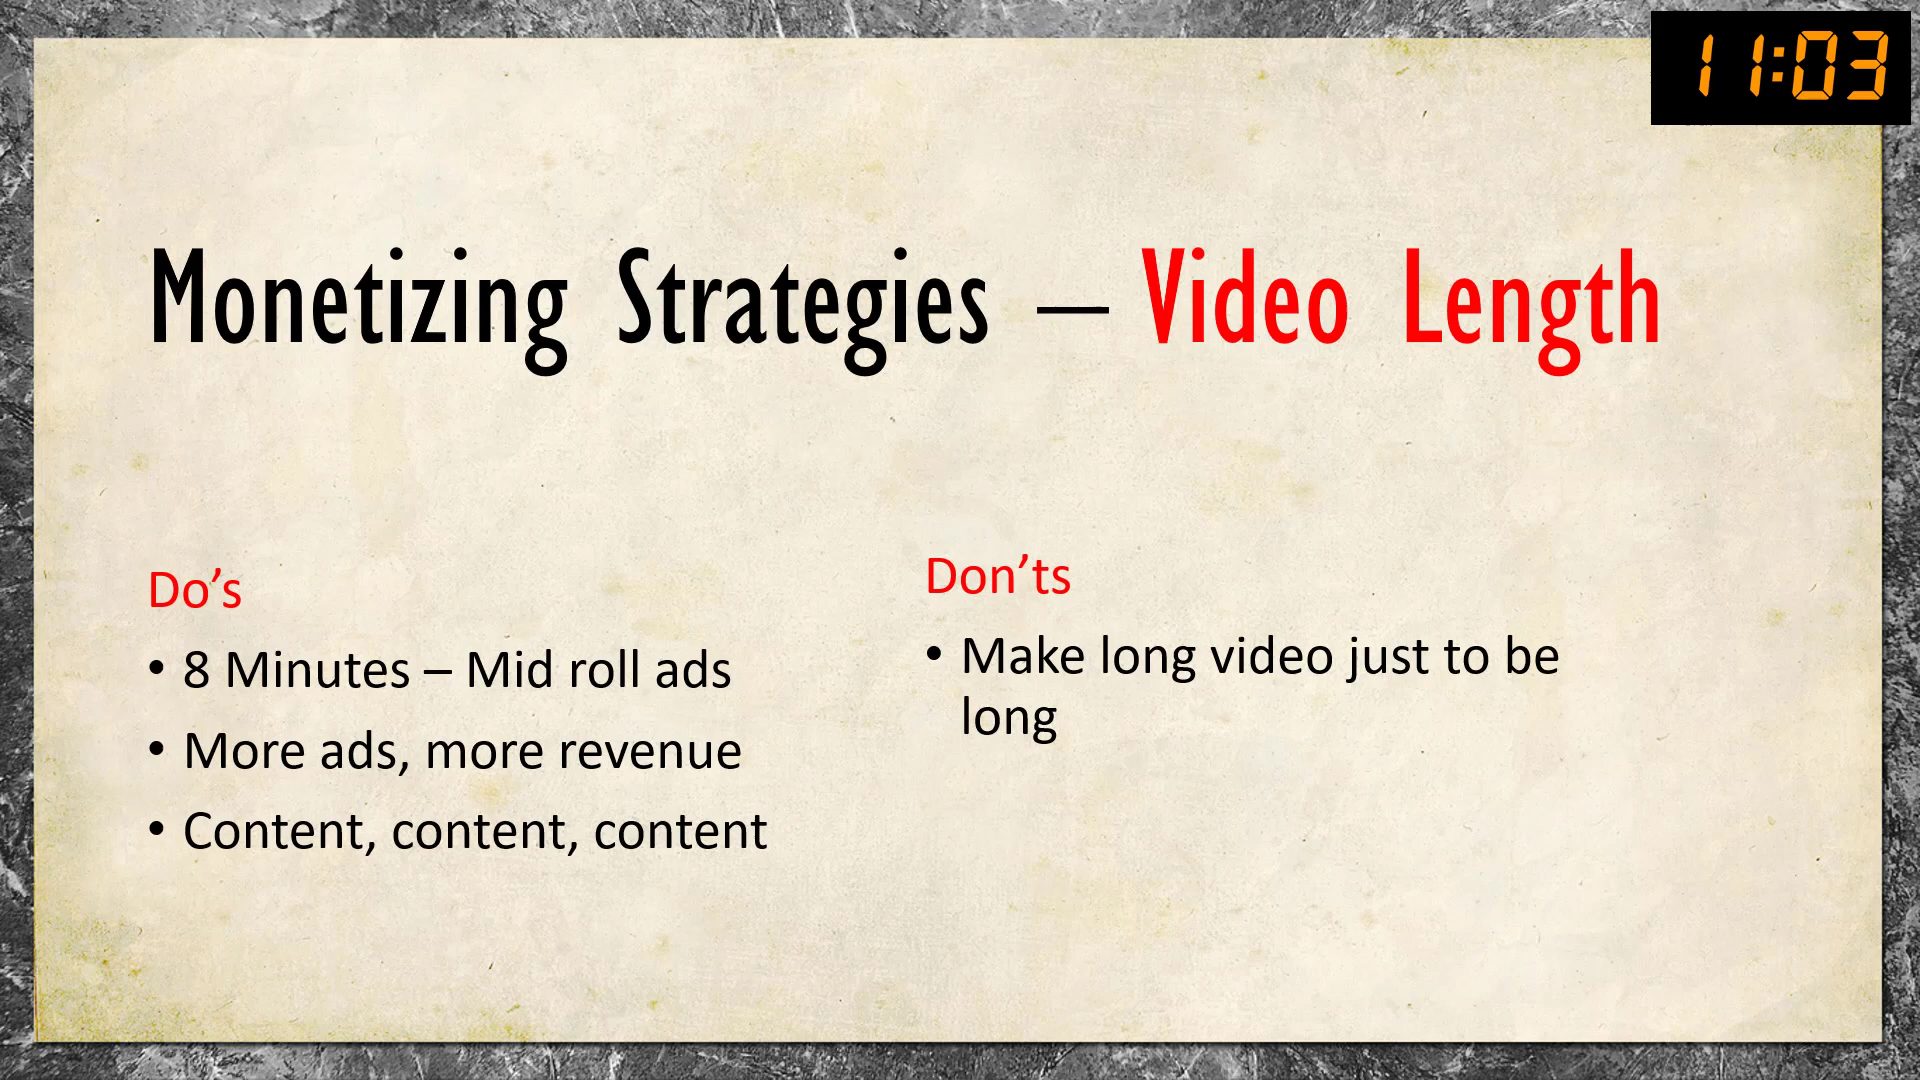 11:03
Monetizing Strategies – Video Length
Do’s
• 8 Minutes – Mid roll ads
• More ads, more revenue
• Content, content, content
Don’ts
• Make long video just to be
long